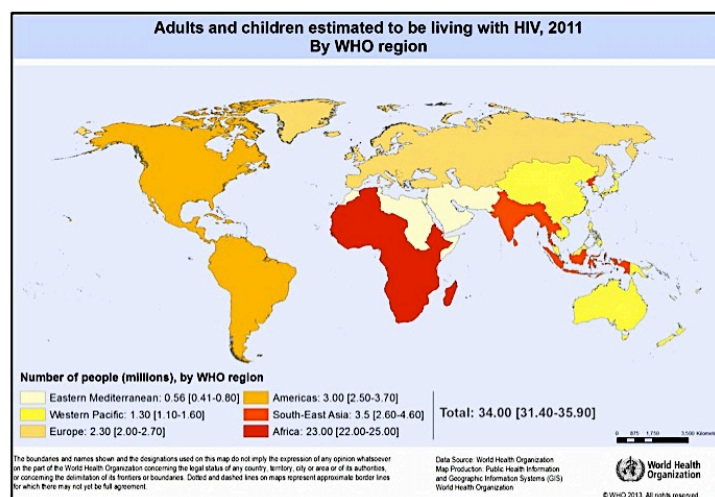 Adults and children estimated to be living with HIV, 2011
By WHO region
Number of people (millions), by WHO region
Eastern Mediterranean: 0.56 [0.41-0.80]
Western Pacific: 1.30 [1.10-1.60]
Europe: 2.30 [2.00-2.70]
Americas: 3.00 [2.50-3.70]
South-East Asia: 3.5 [2.60-4.60]
Africa: 23.00 [22.00-25.00]
Total: 34.00 [31.40-35.90]
0 875 1,750 3,500 Kilometers
The boundaries and names shown and the designations used on this map do not imply the expression of any opinion whatsoever
on the part of the World Health Organization concerning the legal status of any country, territory, city or area or of its authorities,
or concerning the delimitation of its frontiers or boundaries. Dotted and dashed lines on maps represent approximate border lines
for which there may not yet be full agreement.
Data Source: World Health Organization
Map Production: Public Health Information
and Geographic Information Systems (GIS)
World Health Organization
World Health
Organization
© WHO 2013. All rights reserved